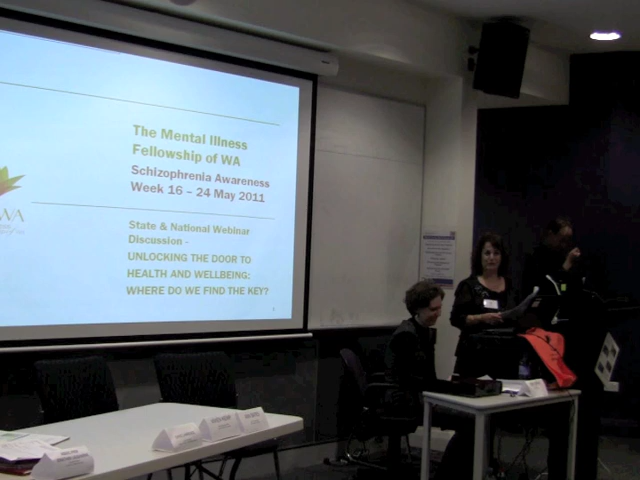 The Mental Illness
Fellowship of WA
Schizophrenia Awareness
Week 16 – 24 May 2011
WA
State & National Webinar
Discussion -
UNLOCKING THE DOOR TO
HEALTH AND WELLBEING:
WHERE DO WE FIND THE KEY?